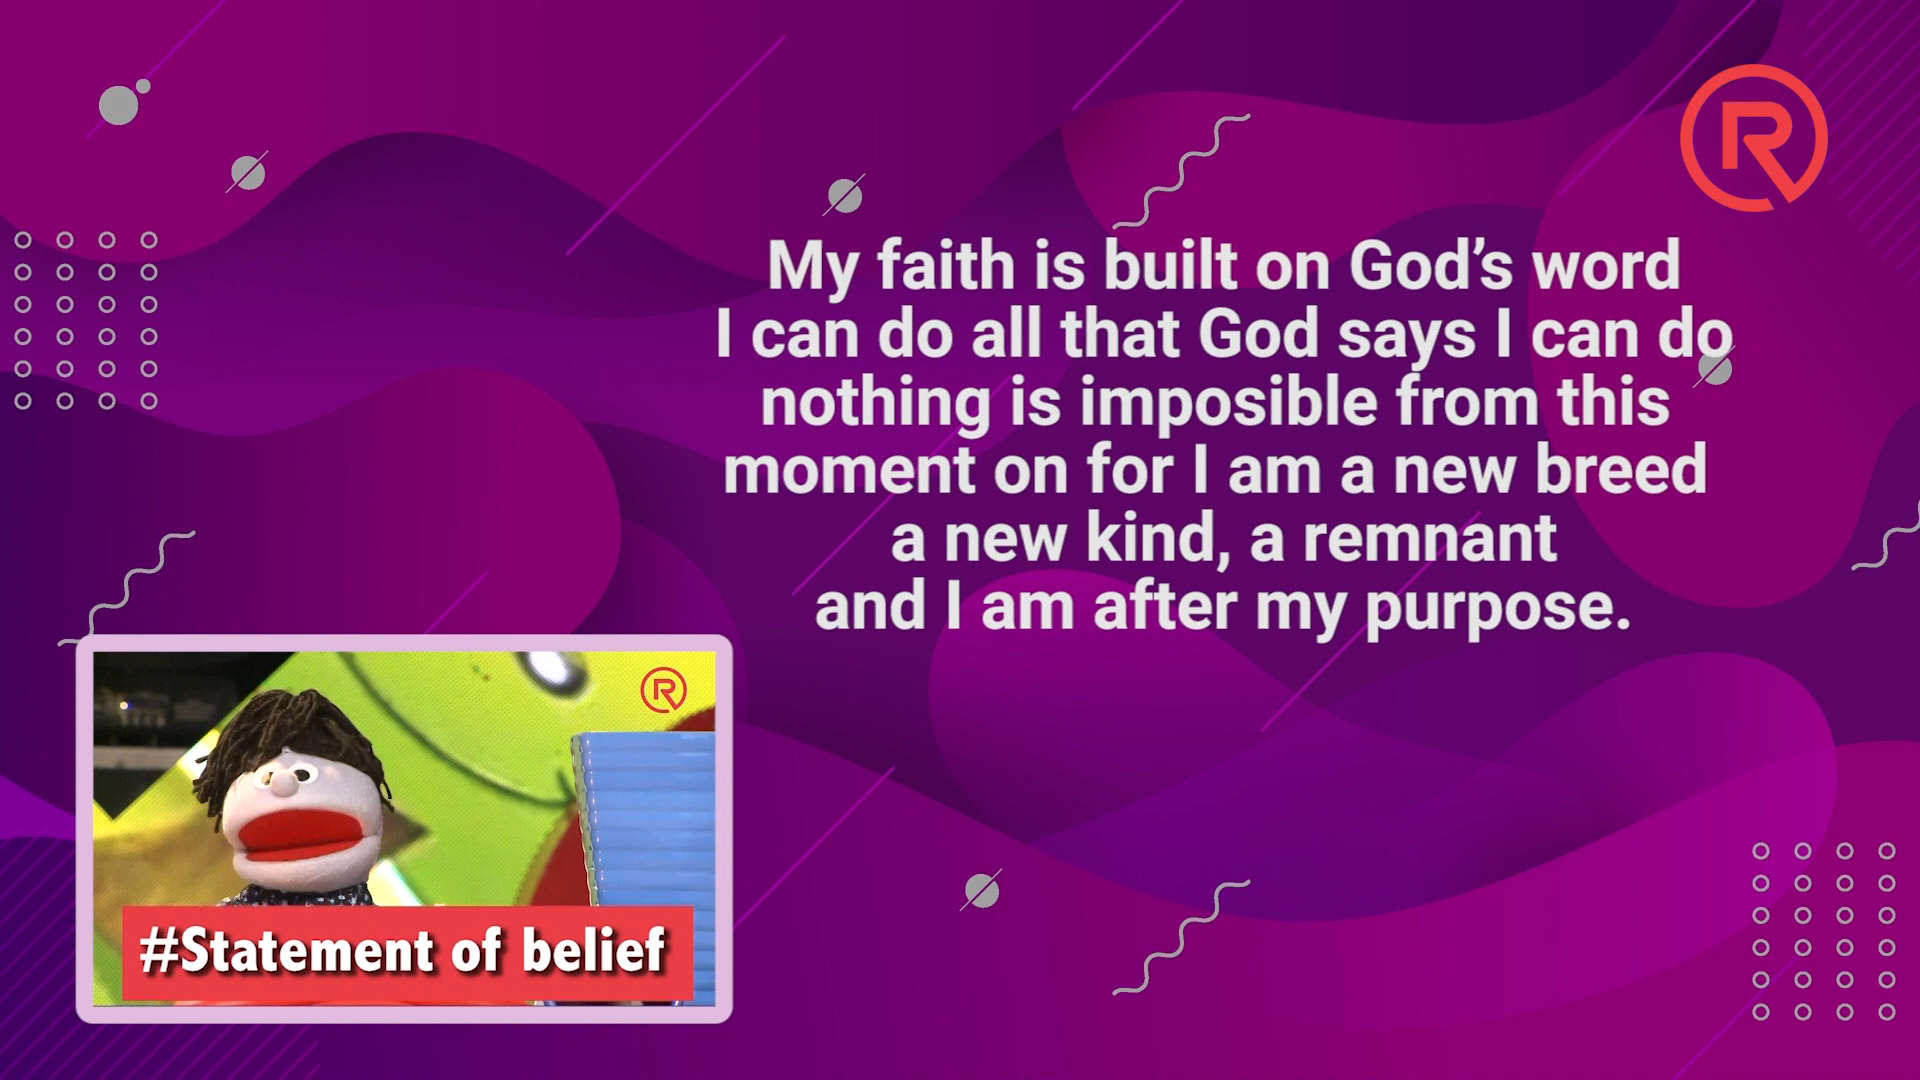 R
My faith is built on God’s word
I can do all that God says I can do
nothing is imposible from this
moment on for I am a new breed
a new kind, a remnant
and I am after my purpose.
R
#Statement of belief